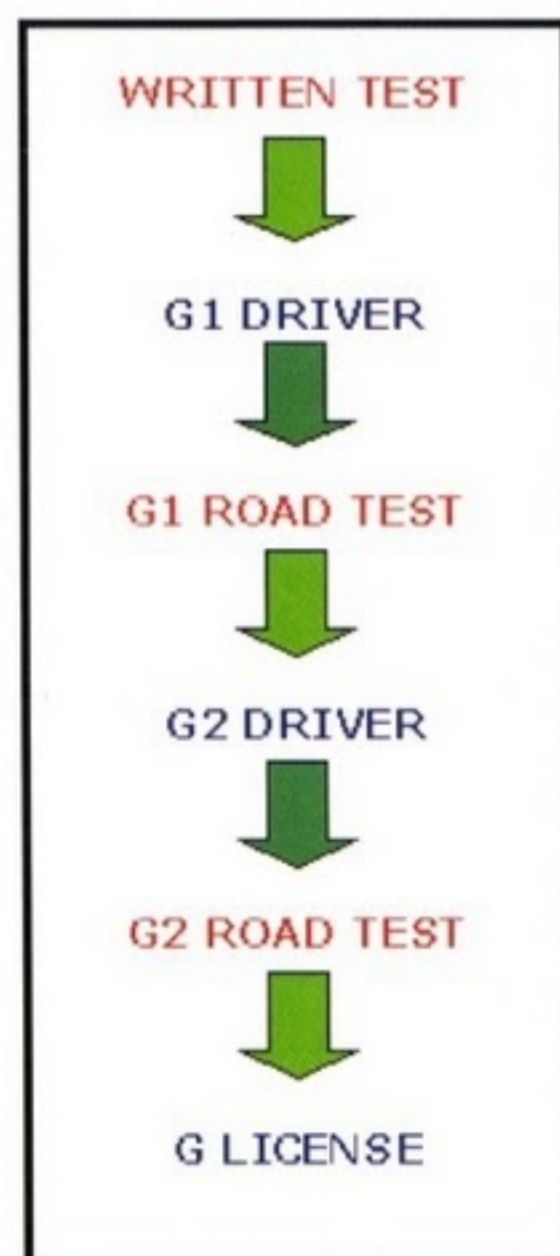 WRITTEN TEST
G1 DRIVER
G1 ROAD TEST
G2 DRIVER
G2 ROAD TEST
G LICENSE